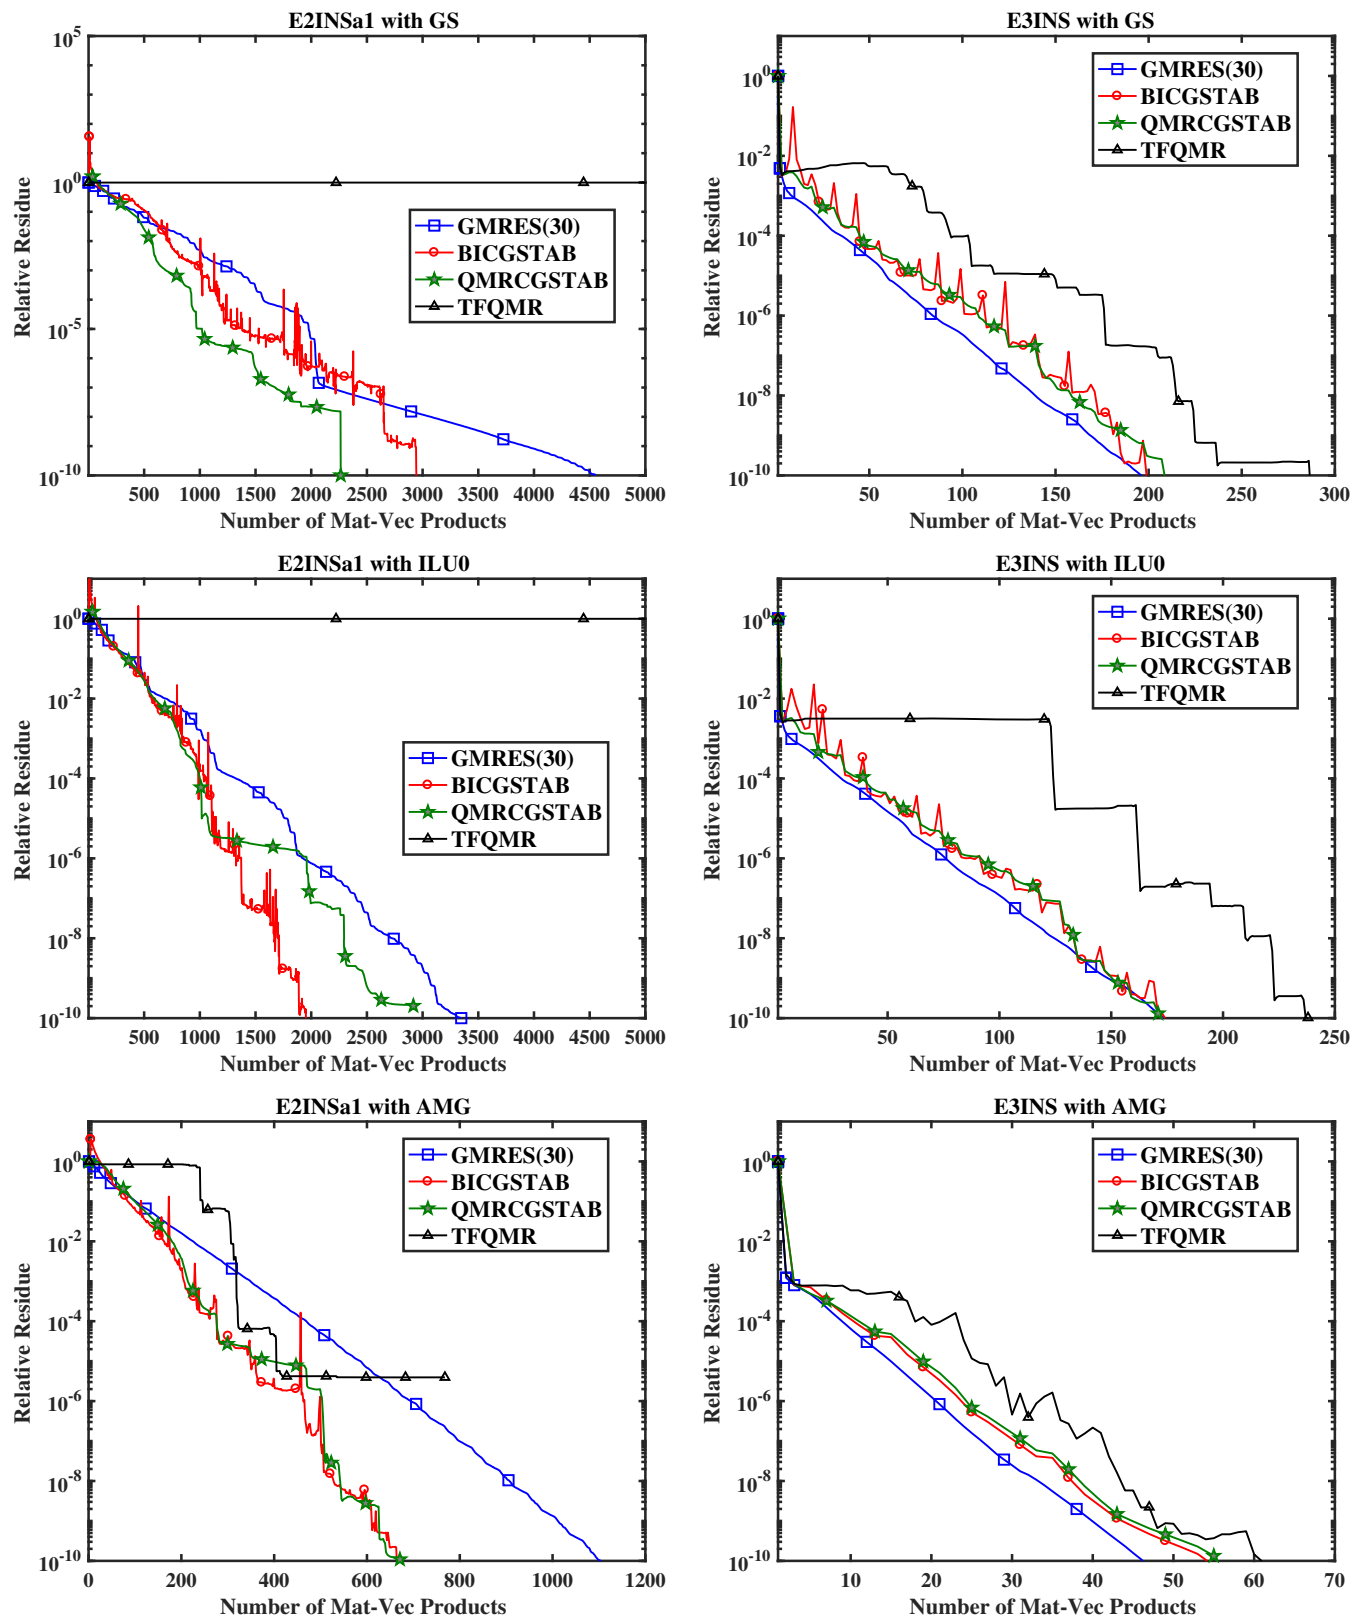 E2INSa1 with GS
10^5
10^0
10^-5
10^-10
Relative Residue
GMRES(30)
BICGSTAB
QMRCGSTAB
TFQMR
500 1000 1500 2000 2500 3000 3500 4000 4500 5000
Number of Mat-Vec Products
E3INS with GS
10^0
10^-2
10^-4
10^-6
10^-8
10^-10
Relative Residue
GMRES(30)
BICGSTAB
QMRCGSTAB
TFQMR
50 100 150 200 250 300
Number of Mat-Vec Products
E2INSa1 with ILU0
10^0
10^-2
10^-4
10^-6
10^-8
10^-10
Relative Residue
GMRES(30)
BICGSTAB
QMRCGSTAB
TFQMR
500 1000 1500 2000 2500 3000 3500 4000 4500 5000
Number of Mat-Vec Products
E3INS with ILU0
10^0
10^-2
10^-4
10^-6
10^-8
10^-10
Relative Residue
GMRES(30)
BICGSTAB
QMRCGSTAB
TFQMR
50 100 150 200 250
Number of Mat-Vec Products
E2INSa1 with AMG
10^0
10^-2
10^-4
10^-6
10^-8
10^-10
Relative Residue
GMRES(30)
BICGSTAB
QMRCGSTAB
TFQMR
0 200 400 600 800 1000 1200
Number of Mat-Vec Products
E3INS with AMG
10^0
10^-2
10^-4
10^-6
10^-8
10^-10
Relative Residue
GMRES(30)
BICGSTAB
QMRCGSTAB
TFQMR
10 20 30 40 50 60 70
Number of Mat-Vec Products